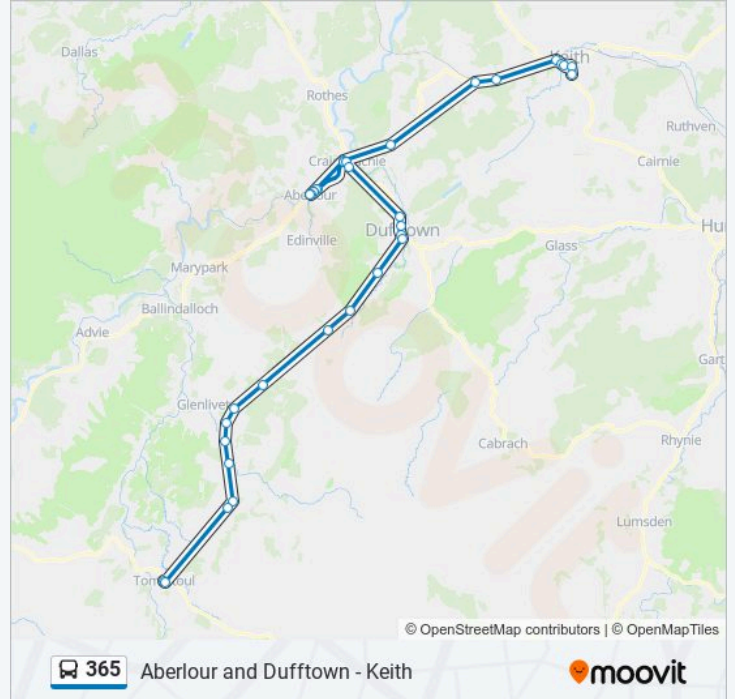 Dallas
Keith
Rothes
Ruthven
Craigellachie
Cairnie
Aberlour
Dufftown
Hu
Edinville
Glass
Marypark
Ballindalloch
Advie
Gart
Glenlivet
Cabrach
Rhynie
Lumsden
Tomintoul
moovit
© OpenStreetMap contributors | © OpenMapTiles
365 Aberlour and Dufftown - Keith
moovit